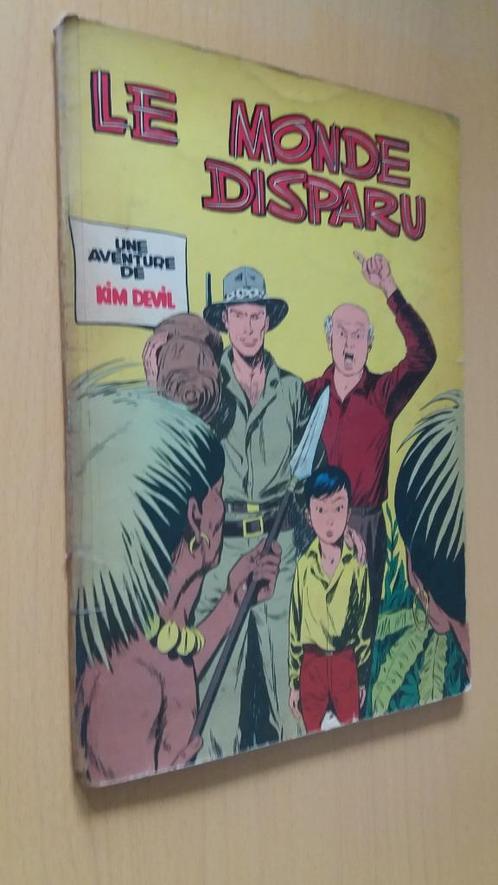 LE MONDE
DISPARU
UNE
AVENTURE
DE
KIM DEVIL